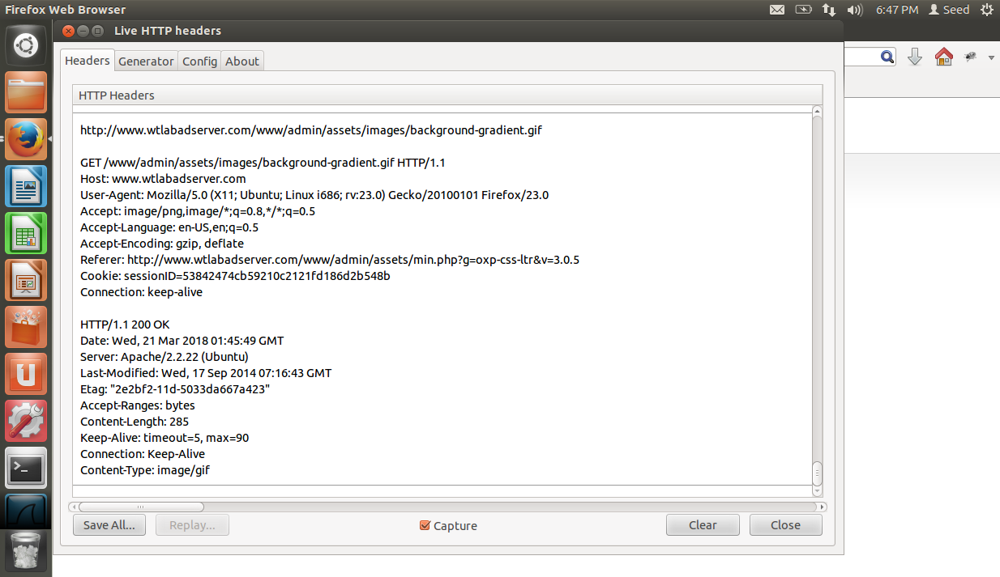 Firefox Web Browser
6:47 PM
Seed
Live HTTP headers
Headers
Generator
Config
About
HTTP Headers
http://www.wtlabadserver.com/www/admin/assets/images/background-gradient.gif
GET /www/admin/assets/images/background-gradient.gif HTTP/1.1
Host: www.wtlabadserver.com
User-Agent: Mozilla/5.0 (X11; Ubuntu; Linux i686; rv:23.0) Gecko/20100101 Firefox/23.0
Accept: image/png,image/*;q=0.8,*/*;q=0.5
Accept-Language: en-US,en;q=0.5
Accept-Encoding: gzip, deflate
Referer: http://www.wtlabadserver.com/www/admin/assets/min.php?g=oxp-css-ltr&v=3.0.5
Cookie: sessionID=53842474cb59210c2121fd186d2b548b
Connection: keep-alive
HTTP/1.1 200 OK
Date: Wed, 21 Mar 2018 01:45:49 GMT
Server: Apache/2.2.22 (Ubuntu)
Last-Modified: Wed, 17 Sep 2014 07:16:43 GMT
Etag: "2e2bf2-11d-5033da667a423"
Accept-Ranges: bytes
Content-Length: 285
Keep-Alive: timeout=5, max=90
Connection: Keep-Alive
Content-Type: image/gif
Save All...
Replay...
Capture
Clear
Close